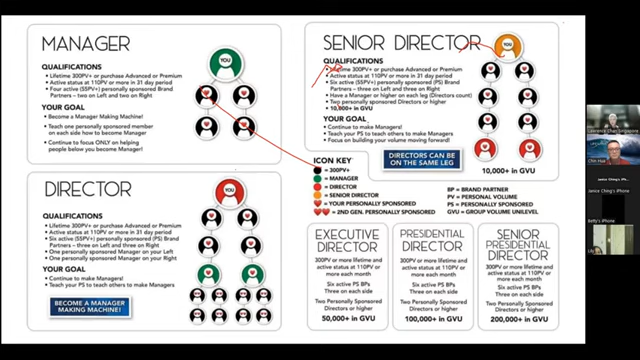 MANAGER
QUALIFICATIONS
• Lifetime 300PV+ or purchase Advanced or Premium
• Active status at 110PV or more in 31 day period
• Four active (55PV+) personally sponsored Brand
Partners – two on Left and two on Right
YOUR GOAL
• Become a Manager Making Machine!
• Teach one personally sponsored member
on each side how to become Manager
• Continue to focus ONLY on helping
people below you become Manager!
YOU
SENIOR DIRECTOR
QUALIFICATIONS
• Lifetime 300PV+ or purchase Advanced or Premium
• Active status at 110PV or more in 31 day period
• Six active (55PV+) personally sponsored Brand
Partners – three on Left and three on Right
• Have a Manager or higher on each leg (Directors count)
• Two personally sponsored Directors or higher
• 10,000+ in GVU
YOUR GOAL
• Continue to make Managers!
• Teach your PS to teach others to make Managers
• Focus on building your volume moving forward!
YOU
DIRECTORS CAN BE
ON THE SAME LEG
10,000+ in GVU
DIRECTOR
QUALIFICATIONS
• Lifetime 300PV+ or purchase Advanced or Premium
• Active status at 110PV or more in 31 day period
• Six active (55PV+) personally sponsored (PS) Brand
Partners – three on Left and three on Right
• One personally sponsored Manager on your Left
• One personally sponsored Manager on your Right
YOUR GOAL
• Continue to make Managers!
• Teach your PS to teach others to make Managers
BECOME A MANAGER
MAKING MACHINE!
YOU
ICON KEY
= 300PV+
= MANAGER
= DIRECTOR
= SENIOR DIRECTOR
= YOUR PERSONALLY SPONSORED
= 2ND GEN. PERSONALLY SPONSORED
BP = BRAND PARTNER
PV = PERSONAL VOLUME
PS = PERSONALLY SPONSORED
GVU = GROUP VOLUME UNILEVEL
EXECUTIVE
DIRECTOR
300PV or more lifetime and
active status at 110PV or
more each month
Six active PS BPs
Three on each side
Two Personally Sponsored
Directors or higher
50,000+ in GVU
PRESIDENTIAL
DIRECTOR
300PV or more lifetime and
active status at 110PV or
more each month
Six active PS BPs
Three on each side
Two Personally Sponsored
Directors or higher
100,000+ in GVU
SENIOR
PRESIDENTIAL
DIRECTOR
300PV or more lifetime and
active status at 110PV or
more each month
Six active PS BPs
Three on each side
Two Personally Sponsored
Directors or higher
200,000+ in GVU
Lawrence Chan Singapore
Chin Hua
Janice Ching's iPhone
Janice Ching's iPhone
Betty's iPhone